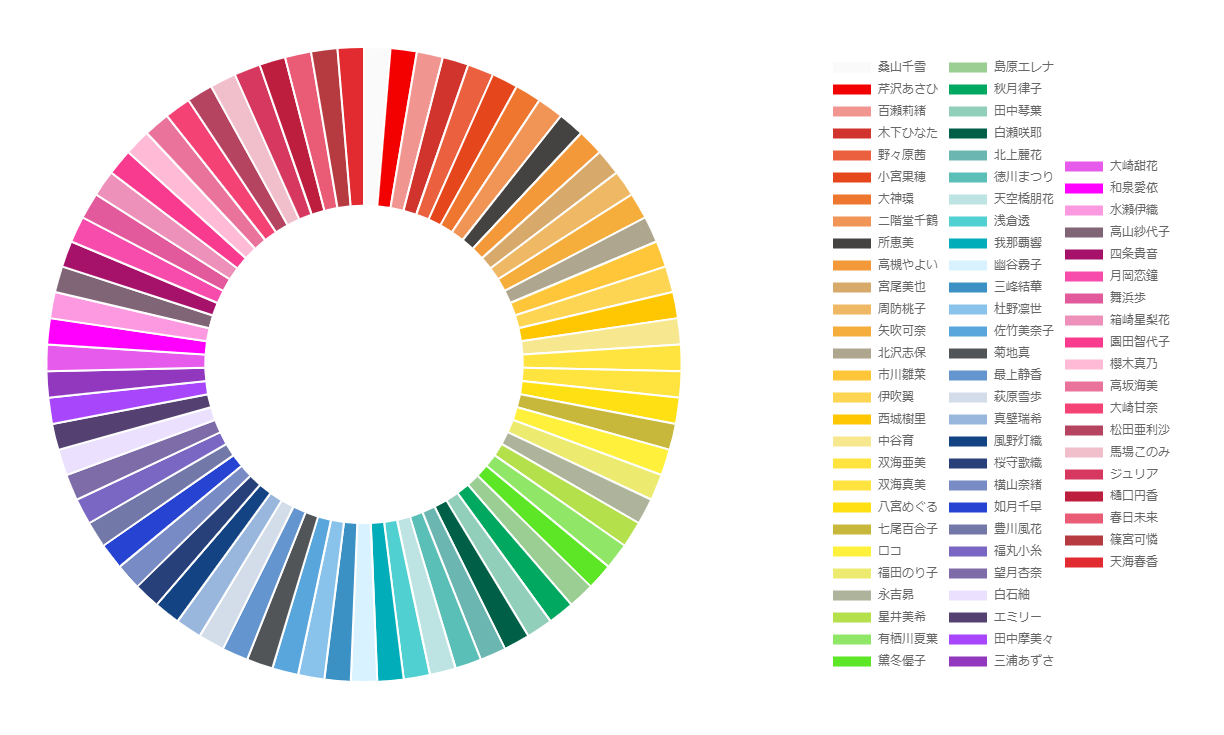 桑山千雪
芹沢あさひ
百瀬莉緒
木下ひなた
野々原茜
小宮果穂
大神環
二階堂千鶴
所恵美
高槻やよい
宮尾美也
周防桃子
矢吹可奈
北沢志保
市川雛菜
伊吹翼
西城樹里
中谷育
双海亜美
双海真美
八宮めぐる
七尾百合子
ロコ
福田のり子
永吉昴
星井美希
有栖川夏葉
黛冬優子
島原エレナ
秋月律子
田中琴葉
白瀬咲耶
北上麗花
徳川まつり
天空橋朋花
浅倉透
我那覇響
幽谷霧子
三峰結華
杜野凛世
佐竹美奈子
菊地真
最上静香
萩原雪歩
真壁瑞希
風野灯織
桜守歌織
横山奈緒
如月千早
豊川風花
福丸小糸
望月杏奈
白石紬
エミリー
田中摩美々
三浦あずさ
大崎甜花
和泉愛依
水瀬伊織
高山紗代子
四条貴音
月岡恋鐘
舞浜歩
箱崎星梨花
園田智代子
櫻木真乃
高坂海美
大崎甘奈
松田亜利沙
馬場このみ
ジュリア
樋口円香
春日未来
篠宮可憐
天海春香